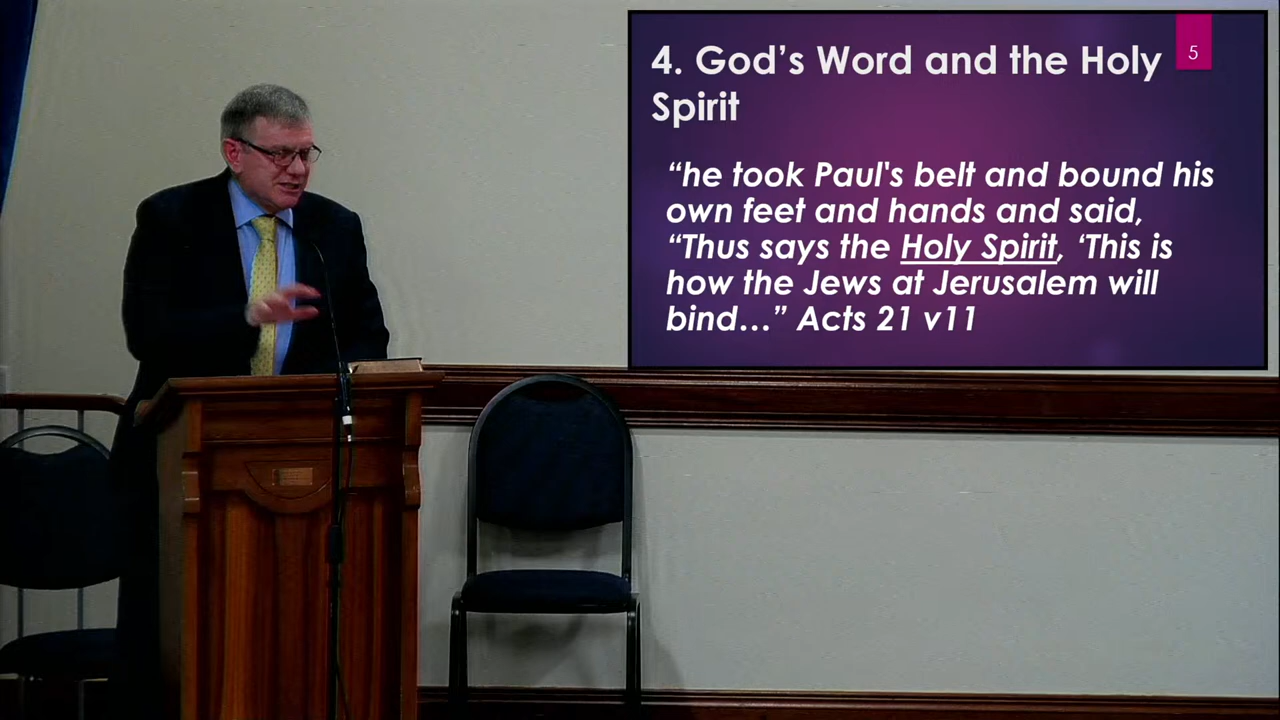 4. God's Word and the Holy
Spirit
5
“he took Paul's belt and bound his
own feet and hands and said,
“Thus says the Holy Spirit, ‘This is
how the Jews at Jerusalem will
bind…” Acts 21 v11